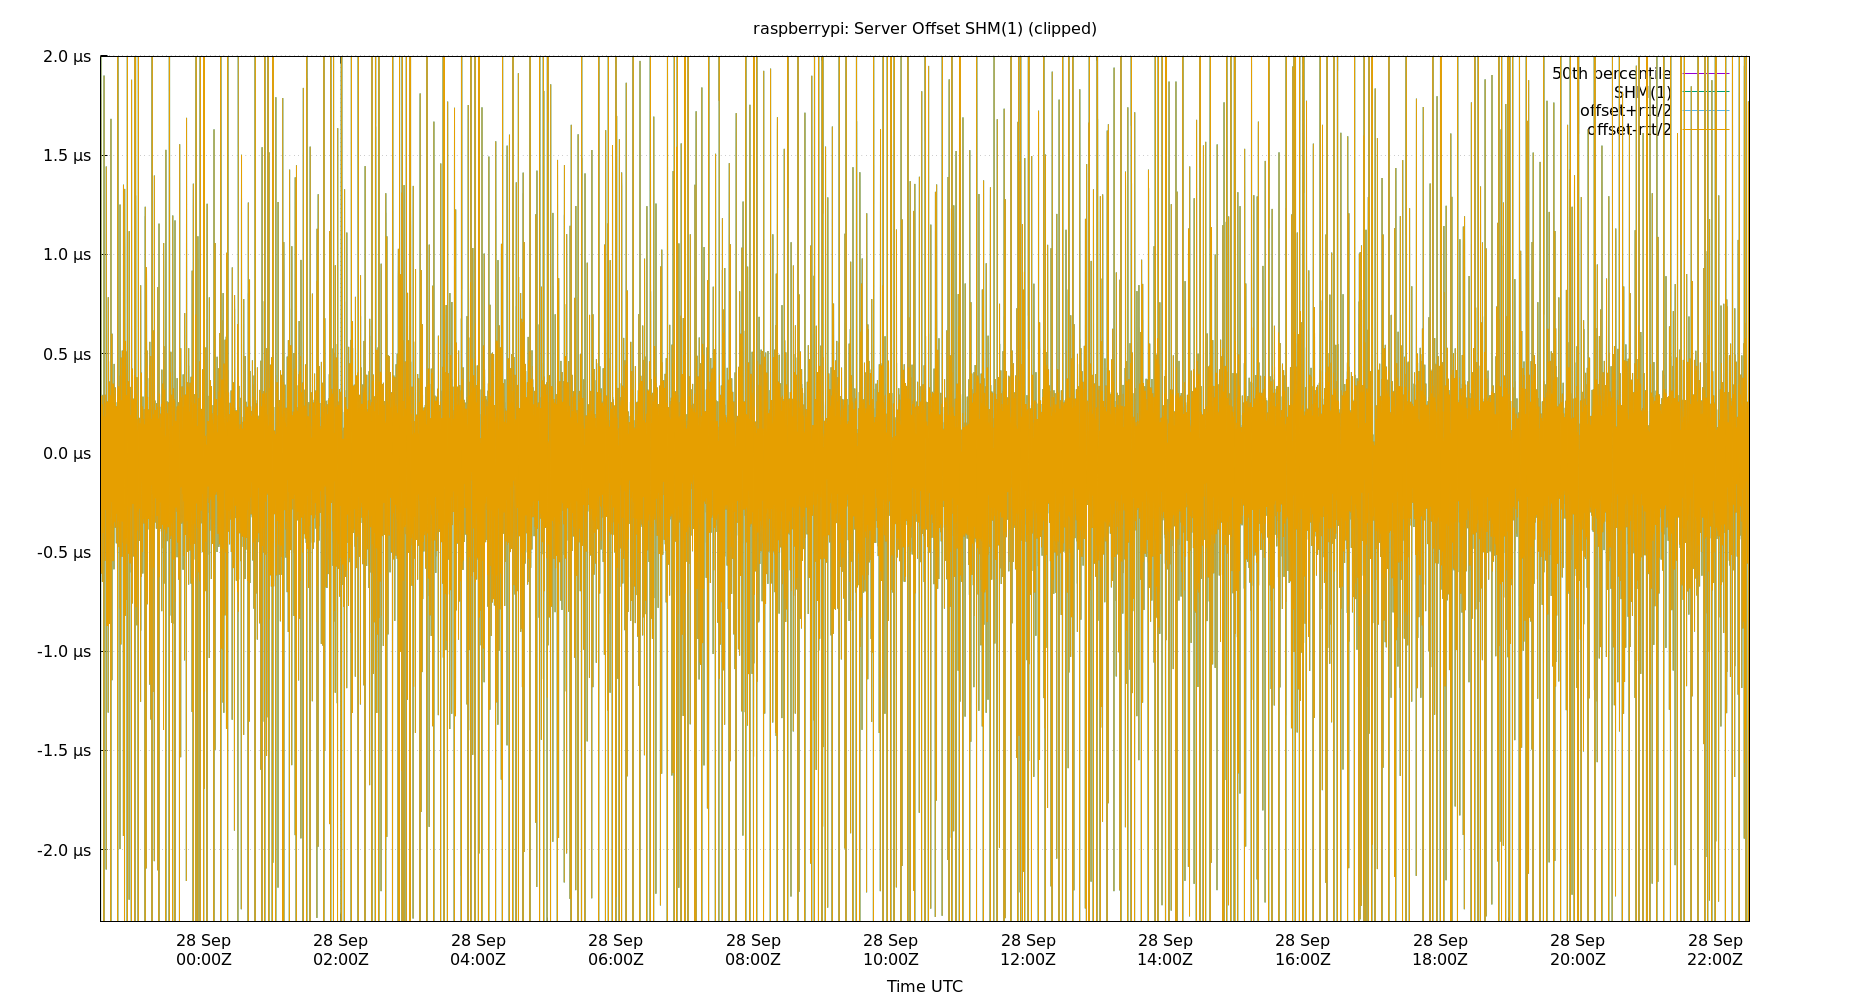 raspberrypi: Server Offset SHM(1) (clipped)
2.0 µs
50th percentile
SHM(1)
offset+rtt/2
offset-rtt/2
1.5 µs
1.0 µs
0.5 µs
0.0 µs
-0.5 µs
-1.0 µs
-1.5 µs
-2.0 µs
28 Sep 28 Sep 28 Sep 28 Sep 28 Sep 28 Sep 28 Sep 28 Sep 28 Sep 28 Sep 28 Sep 28 Sep
00:00Z 02:00Z 04:00Z 06:00Z 08:00Z 10:00Z 12:00Z 14:00Z 16:00Z 18:00Z 20:00Z 22:00Z
Time UTC